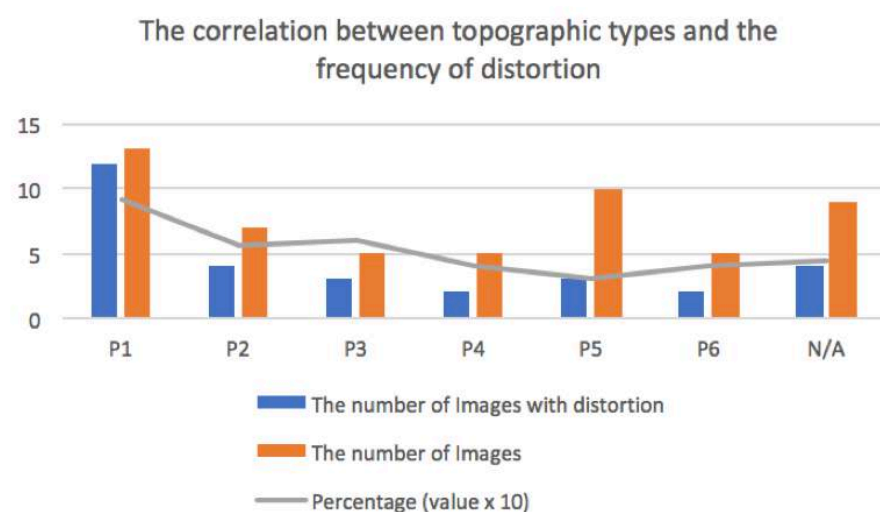 The correlation between topographic types and the
frequency of distortion
15
10
5
0
P1 P2 P3 P4 P5 P6 N/A
The number of Images with distortion
The number of Images
Percentage (value x 10)